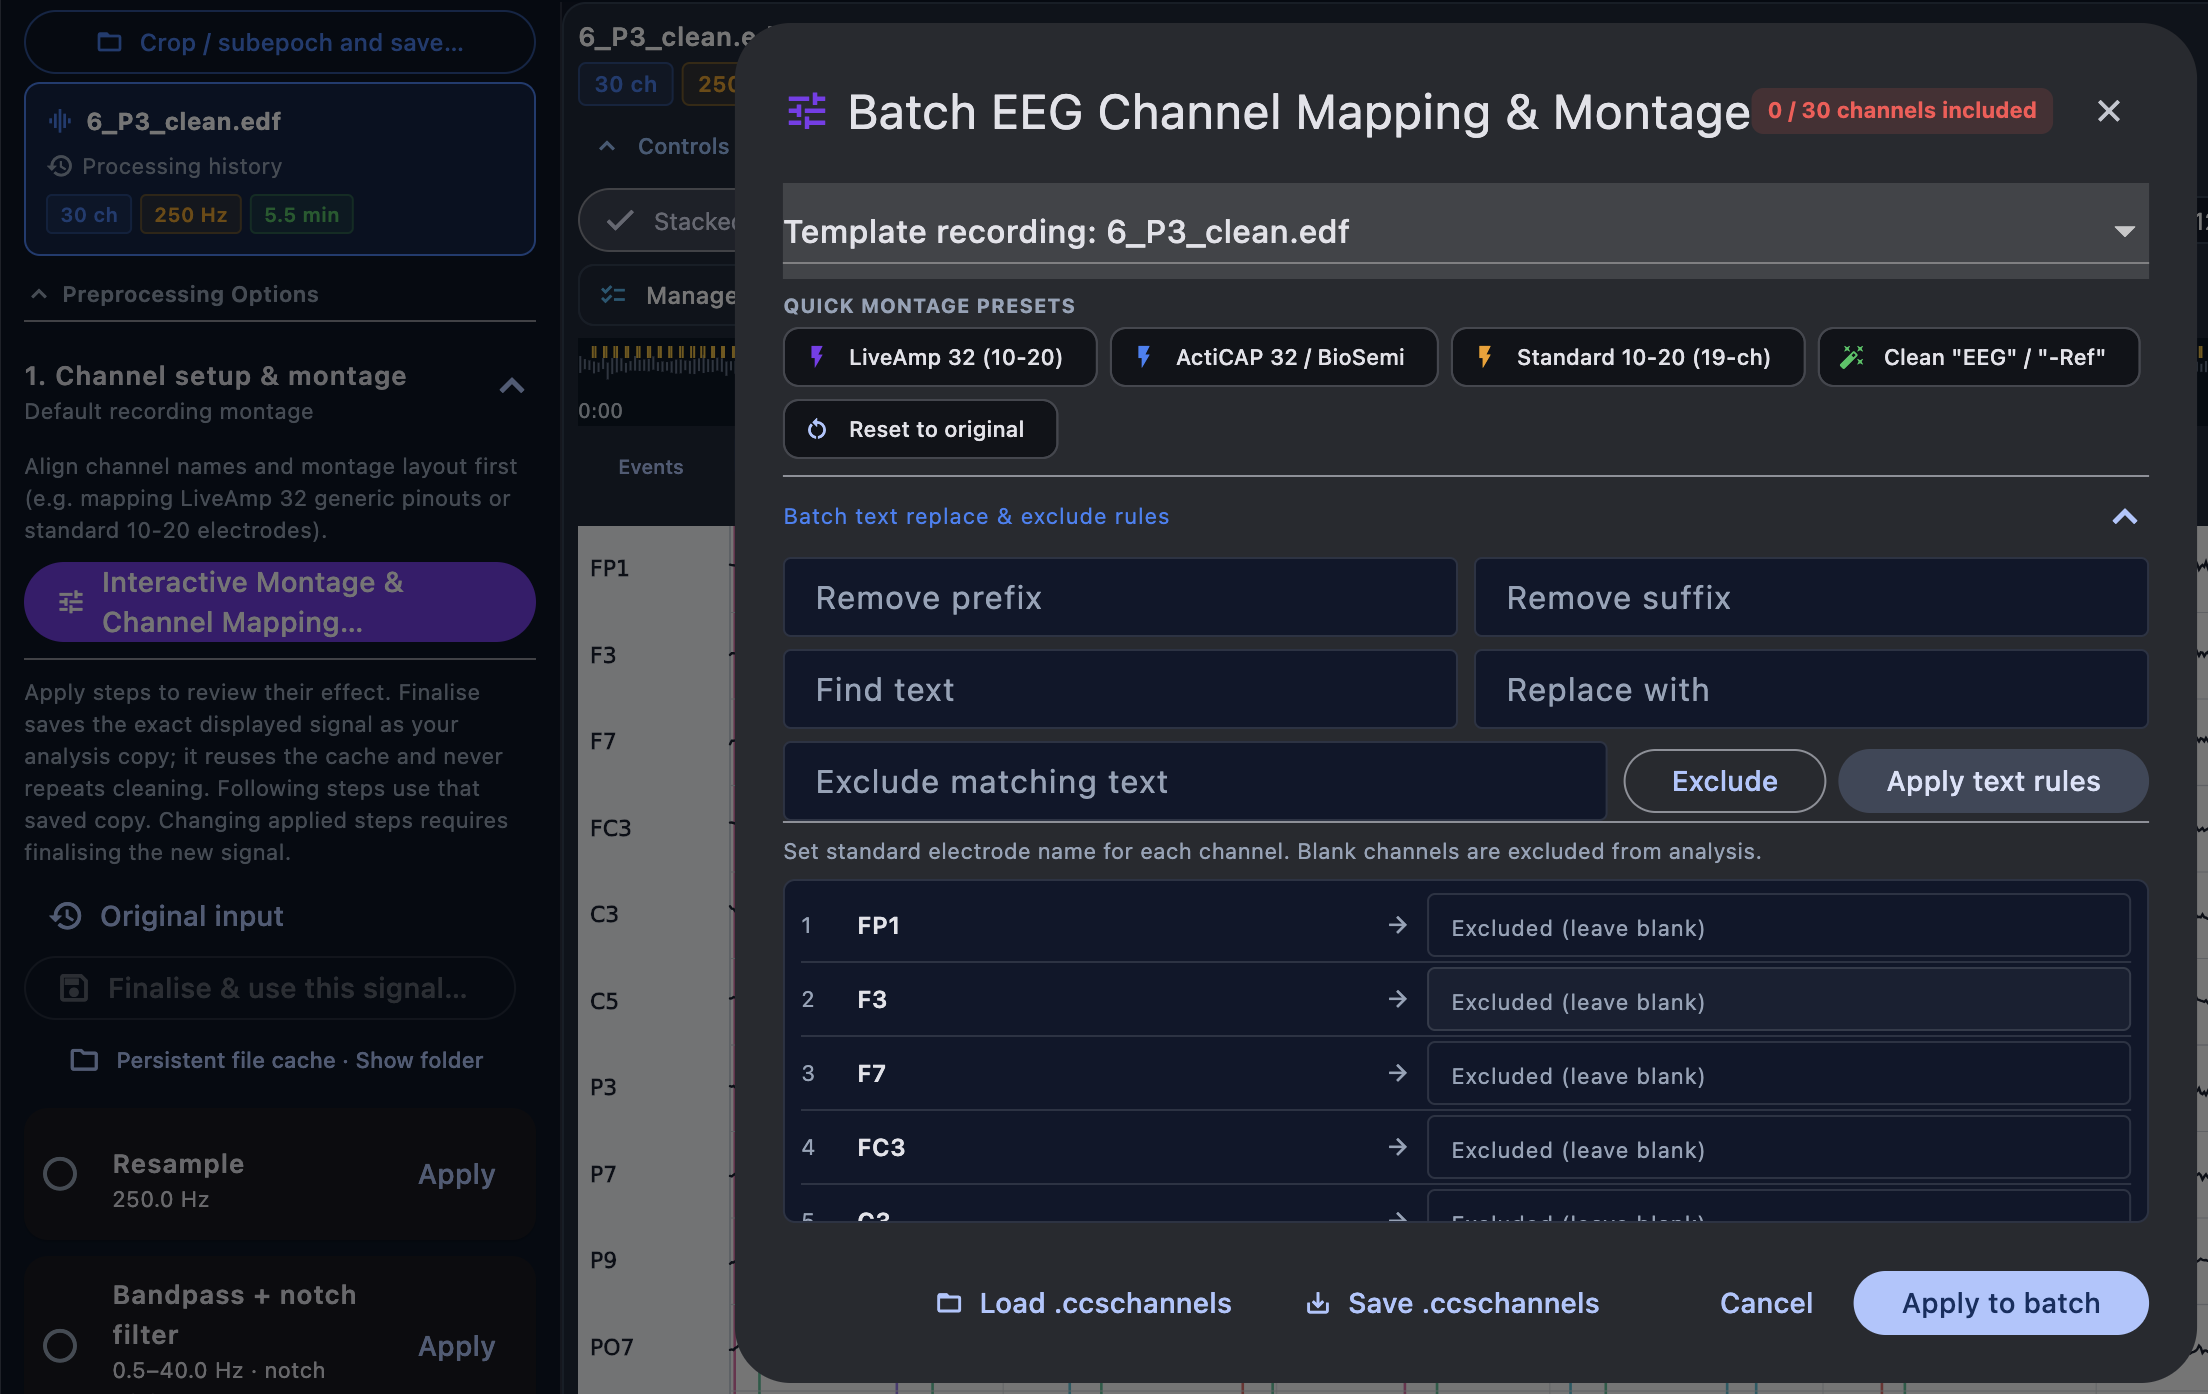 Crop / subepoch and save...
6_P3_clean.edf
Processing history
30 ch
250 Hz
5.5 min
Preprocessing Options
1. Channel setup & montage
Default recording montage
Align channel names and montage layout first
(e.g. mapping LiveAmp 32 generic pinouts or
standard 10-20 electrodes).
Interactive Montage &
Channel Mapping...
Apply steps to review their effect. Finalise
saves the exact displayed signal as your
analysis copy; it reuses the cache and never
repeats cleaning. Following steps use that
saved copy. Changing applied steps requires
finalising the new signal.
Original input
Finalise & use this signal...
Persistent file cache · Show folder
Resample
250.0 Hz
Apply
Bandpass + notch
filter
0.5–40.0 Hz · notch
Apply
6_P3_clean.e
30 ch
250
Controls
Stacked
Manage
0:00
Events
FP1
F3
F7
FC3
C3
C5
P3
P7
P9
PO7
Batch EEG Channel Mapping & Montage
0 / 30 channels included
Template recording: 6_P3_clean.edf
QUICK MONTAGE PRESETS
LiveAmp 32 (10-20)
ActiCAP 32 / BioSemi
Standard 10-20 (19-ch)
Clean "EEG" / "-Ref"
Reset to original
Batch text replace & exclude rules
Remove prefix
Remove suffix
Find text
Replace with
Exclude matching text
Exclude
Apply text rules
Set standard electrode name for each channel. Blank channels are excluded from analysis.
1 FP1 → Excluded (leave blank)
2 F3 → Excluded (leave blank)
3 F7 → Excluded (leave blank)
4 FC3 → Excluded (leave blank)
5 C3 → Excluded (leave blank)
Load .ccschannels
Save .ccschannels
Cancel
Apply to batch